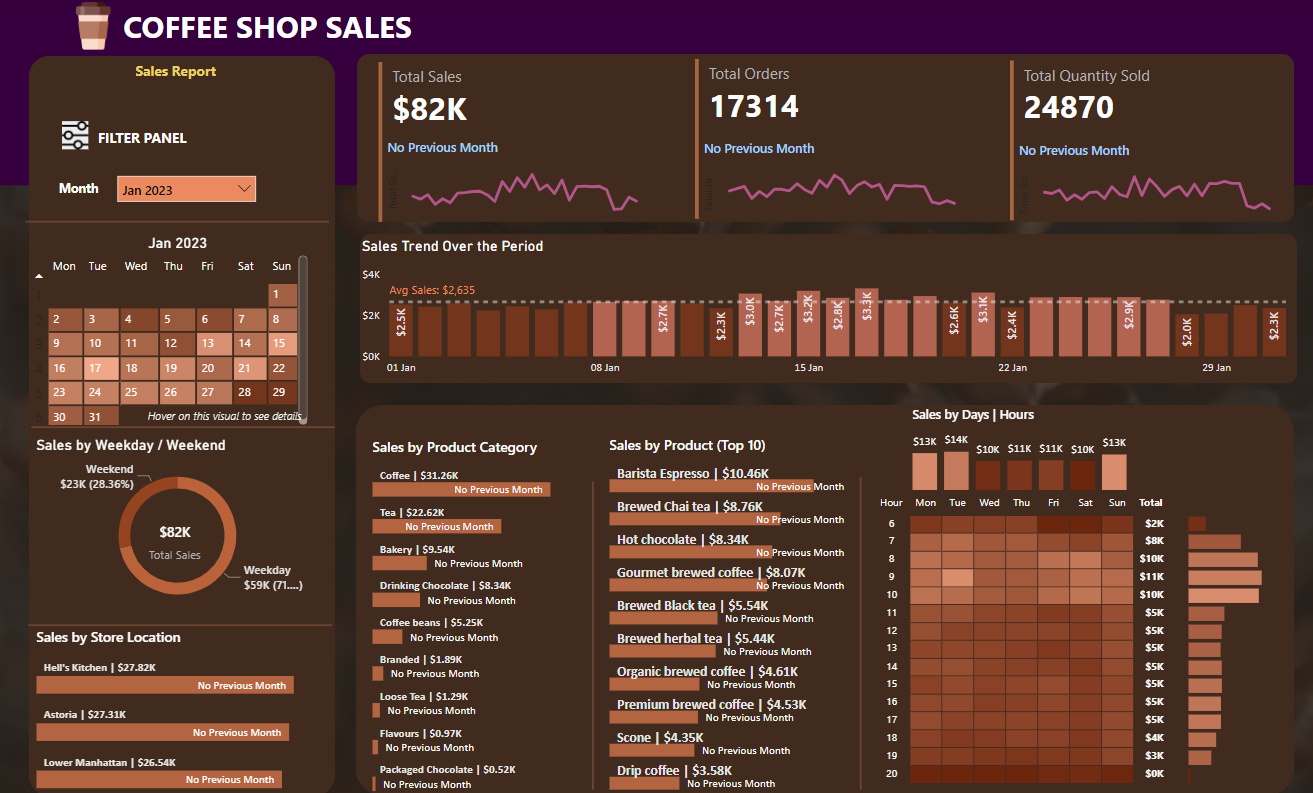 COFFEE SHOP SALES
Sales Report
FILTER PANEL
Month
Jan 2023
Total Sales
$82K
No Previous Month
Total Orders
17314
No Previous Month
Total Quantity Sold
24870
No Previous Month
Jan 2023
Mon Tue Wed Thu Fri Sat Sun
1
2 3 4 5 6 7 8
9 10 11 12 13 14 15
16 17 18 19 20 21 22
23 24 25 26 27 28 29
30 31
Hover on this visual to see details
Sales Trend Over the Period
$4K
Avg Sales: $2,635
$2K
$0K
$2.5K $2.7K $2.3K $3.0K $2.7K $3.2K $2.8K $3.3K $2.6K $3.1K $2.4K $2.9K $2.0K $2.3K
01 Jan 08 Jan 15 Jan 22 Jan 29 Jan
Sales by Weekday / Weekend
Weekend
$23K (28.36%)
$82K
Total Sales
Weekday
$59K (71....)
Sales by Store Location
Hell's Kitchen | $27.82K
No Previous Month
Astoria | $27.31K
No Previous Month
Lower Manhattan | $26.54K
No Previous Month
Sales by Product Category
Coffee | $31.26K
No Previous Month
Tea | $22.62K
No Previous Month
Bakery | $9.54K
No Previous Month
Drinking Chocolate | $8.34K
No Previous Month
Coffee beans | $5.25K
No Previous Month
Branded | $1.89K
No Previous Month
Loose Tea | $1.29K
No Previous Month
Flavours | $0.97K
No Previous Month
Packaged Chocolate | $0.52K
No Previous Month
Sales by Product (Top 10)
Barista Espresso | $10.46K
No Previous Month
Brewed Chai tea | $8.76K
No Previous Month
Hot chocolate | $8.34K
No Previous Month
Gourmet brewed coffee | $8.07K
No Previous Month
Brewed Black tea | $5.54K
No Previous Month
Brewed herbal tea | $5.44K
No Previous Month
Organic brewed coffee | $4.61K
No Previous Month
Premium brewed coffee | $4.53K
No Previous Month
Scone | $4.35K
No Previous Month
Drip coffee | $3.58K
No Previous Month
Sales by Days | Hours
$13K $14K $10K $11K $11K $10K $13K
Hour Mon Tue Wed Thu Fri Sat Sun Total
6 $2K
7 $8K
8 $10K
9 $11K
10 $10K
11 $5K
12 $5K
13 $5K
14 $5K
15 $5K
16 $5K
17 $5K
18 $4K
19 $3K
20 $0K